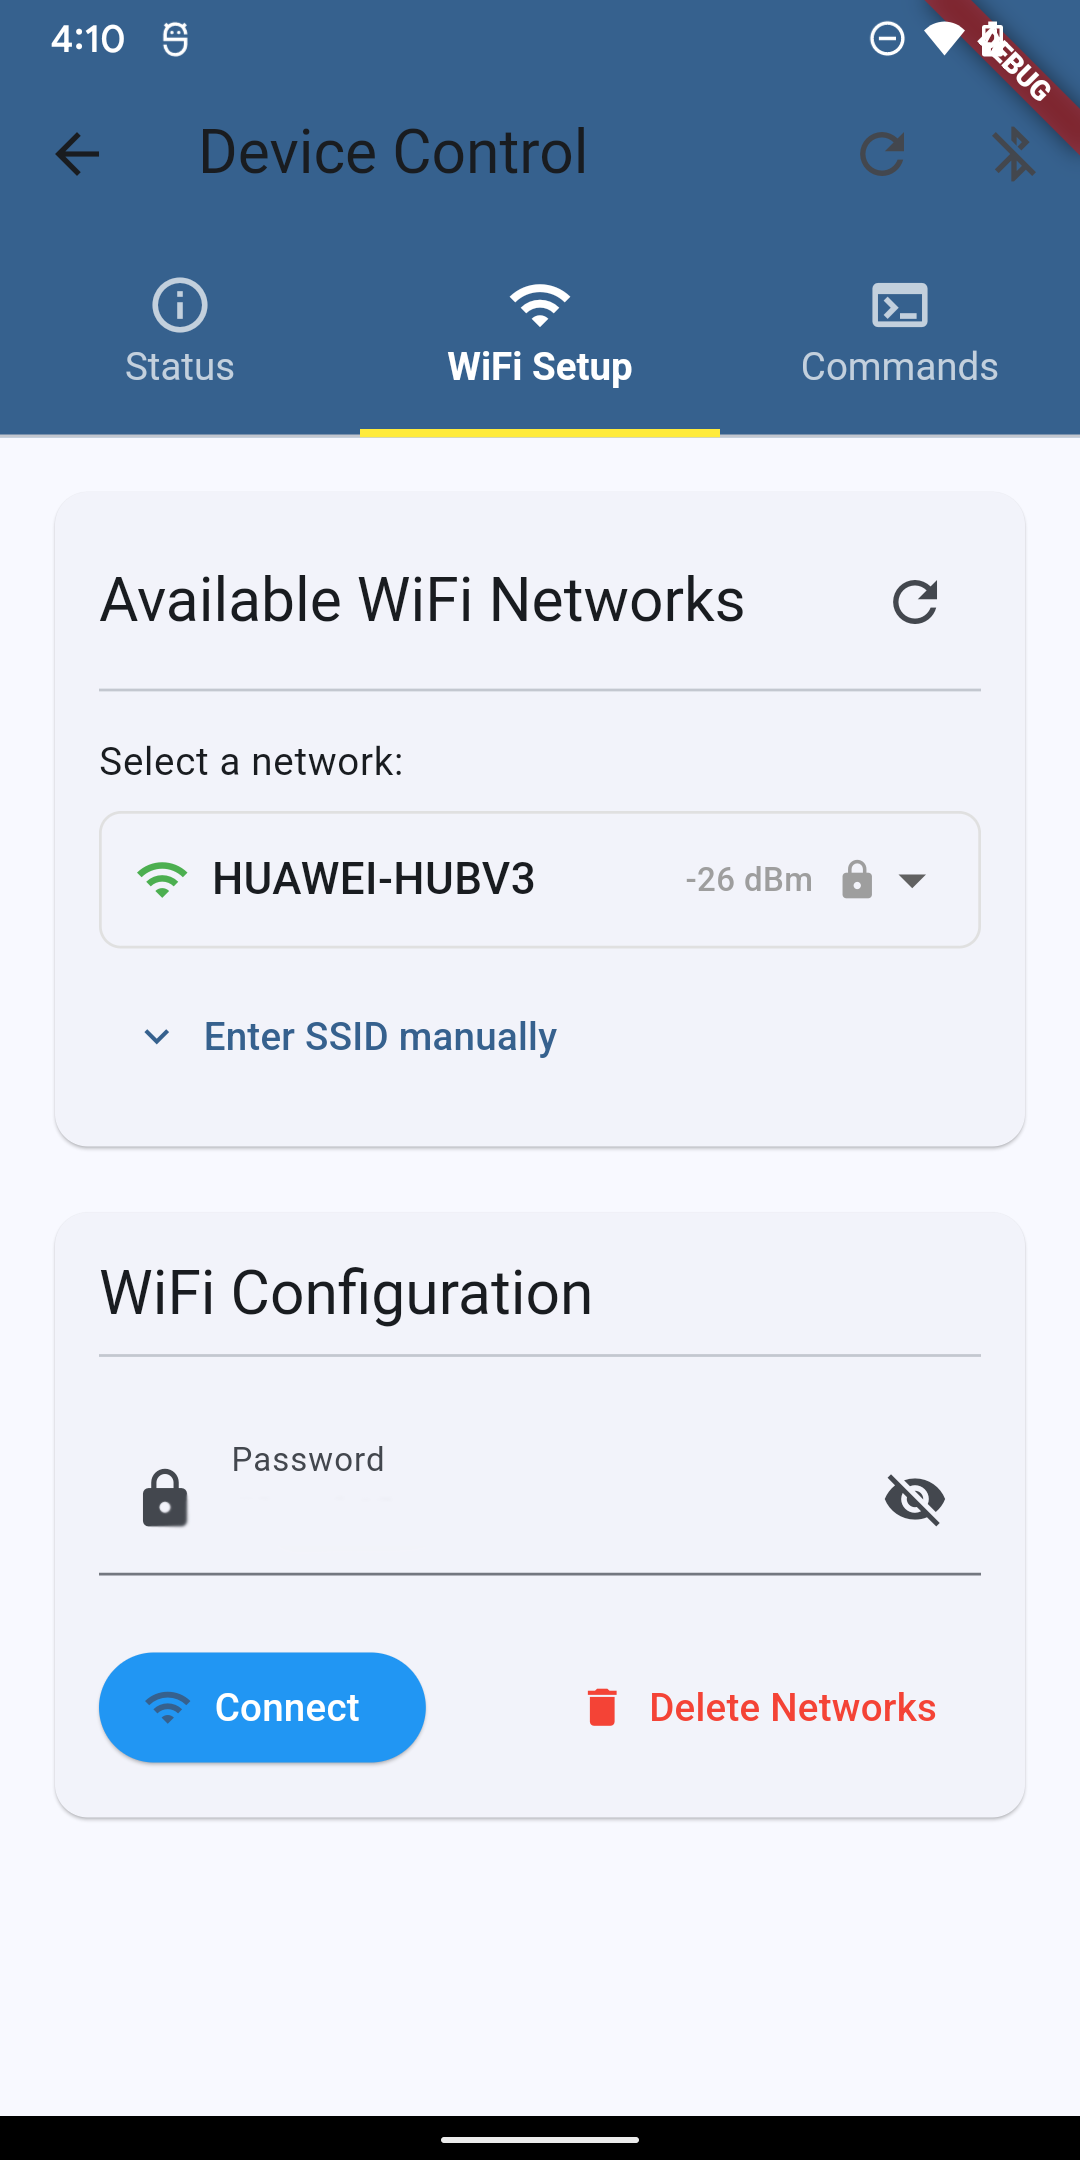 4:10
DEBUG
Device Control
Status
WiFi Setup
Commands
Available WiFi Networks
Select a network:
HUAWEI-HUBV3
-26 dBm
Enter SSID manually
WiFi Configuration
Password
Connect
Delete Networks